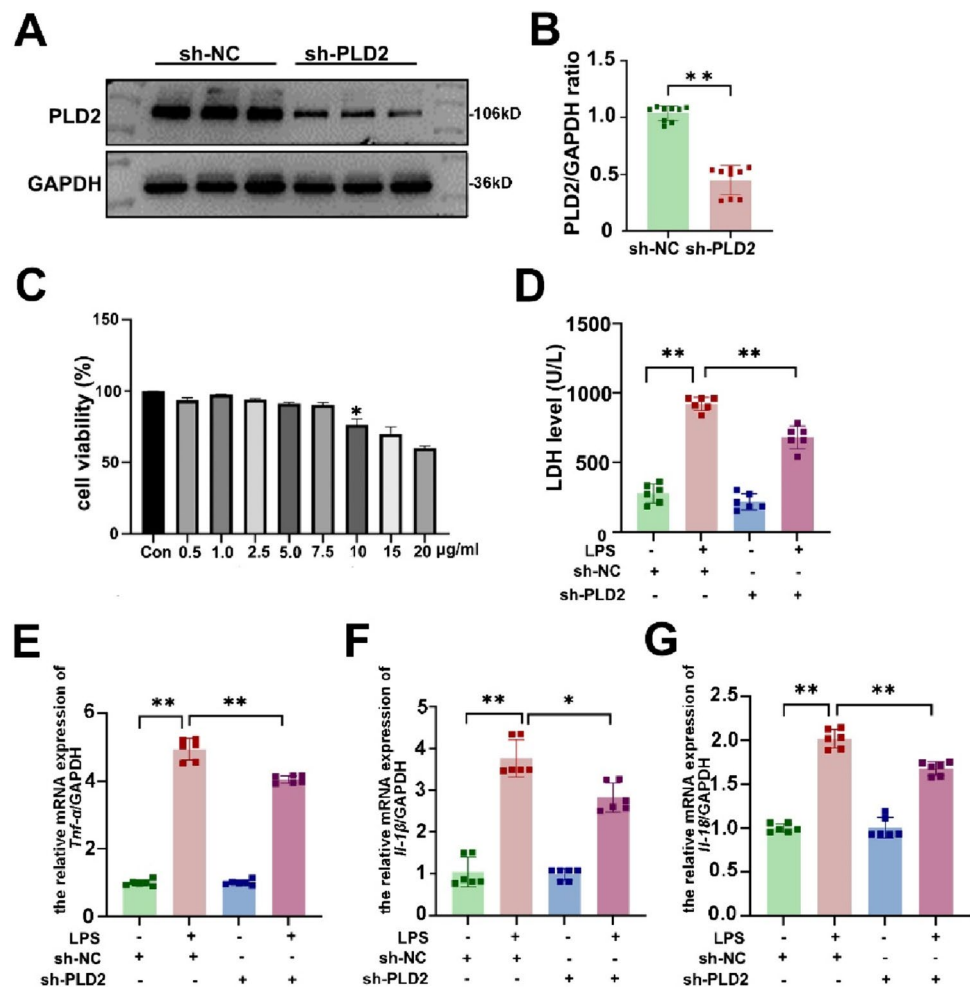 A
sh-NC sh-PLD2
PLD2 -106kD
GAPDH -36kD
B
PLD2/GAPDH ratio
1.5
1.0
0.5
0
**
sh-NC sh-PLD2
C
cell viability (%)
150
100
50
0
*
Con 0.5 1.0 2.5 5.0 7.5 10 15 20 µg/ml
D
LDH level (U/L)
1500
1000
500
0
** **
LPS - + - +
sh-NC + + - -
sh-PLD2 - - + +
E
the relative mRNA expression of
Tnf-α/GAPDH
6
4
2
0
** **
LPS - + - +
sh-NC + + - -
sh-PLD2 - - + +
F
the relative mRNA expression of
Il-1β/GAPDH
5
4
3
2
1
0
** *
LPS - + - +
sh-NC + + - -
sh-PLD2 - - + +
G
the relative mRNA expression of
Il-18/GAPDH
2.5
2.0
1.5
1.0
0.5
0.0
** **
LPS - + - +
sh-NC + + - -
sh-PLD2 - - + +